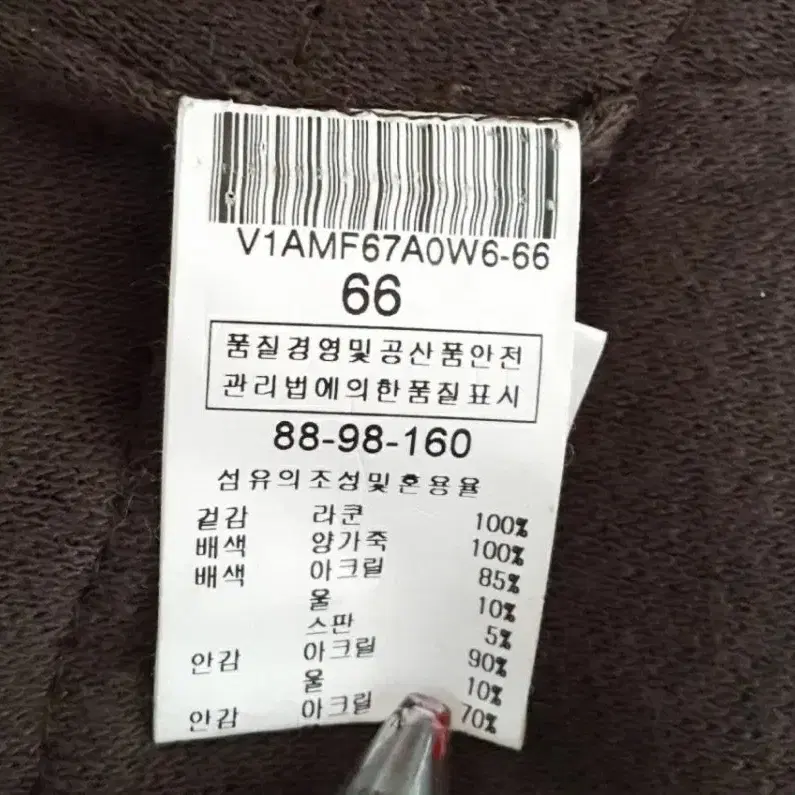 V1AMF67A0W6-66
66
품질경영및공산품안전
관리법에의한품질표시
88-98-160
섬유의조성및혼용율
겉감 라쿤 100%
배색 양가죽 100%
배색 아크릴 85%
울 10%
스판 5%
안감 아크릴 90%
울 10%
안감 아크릴 70%